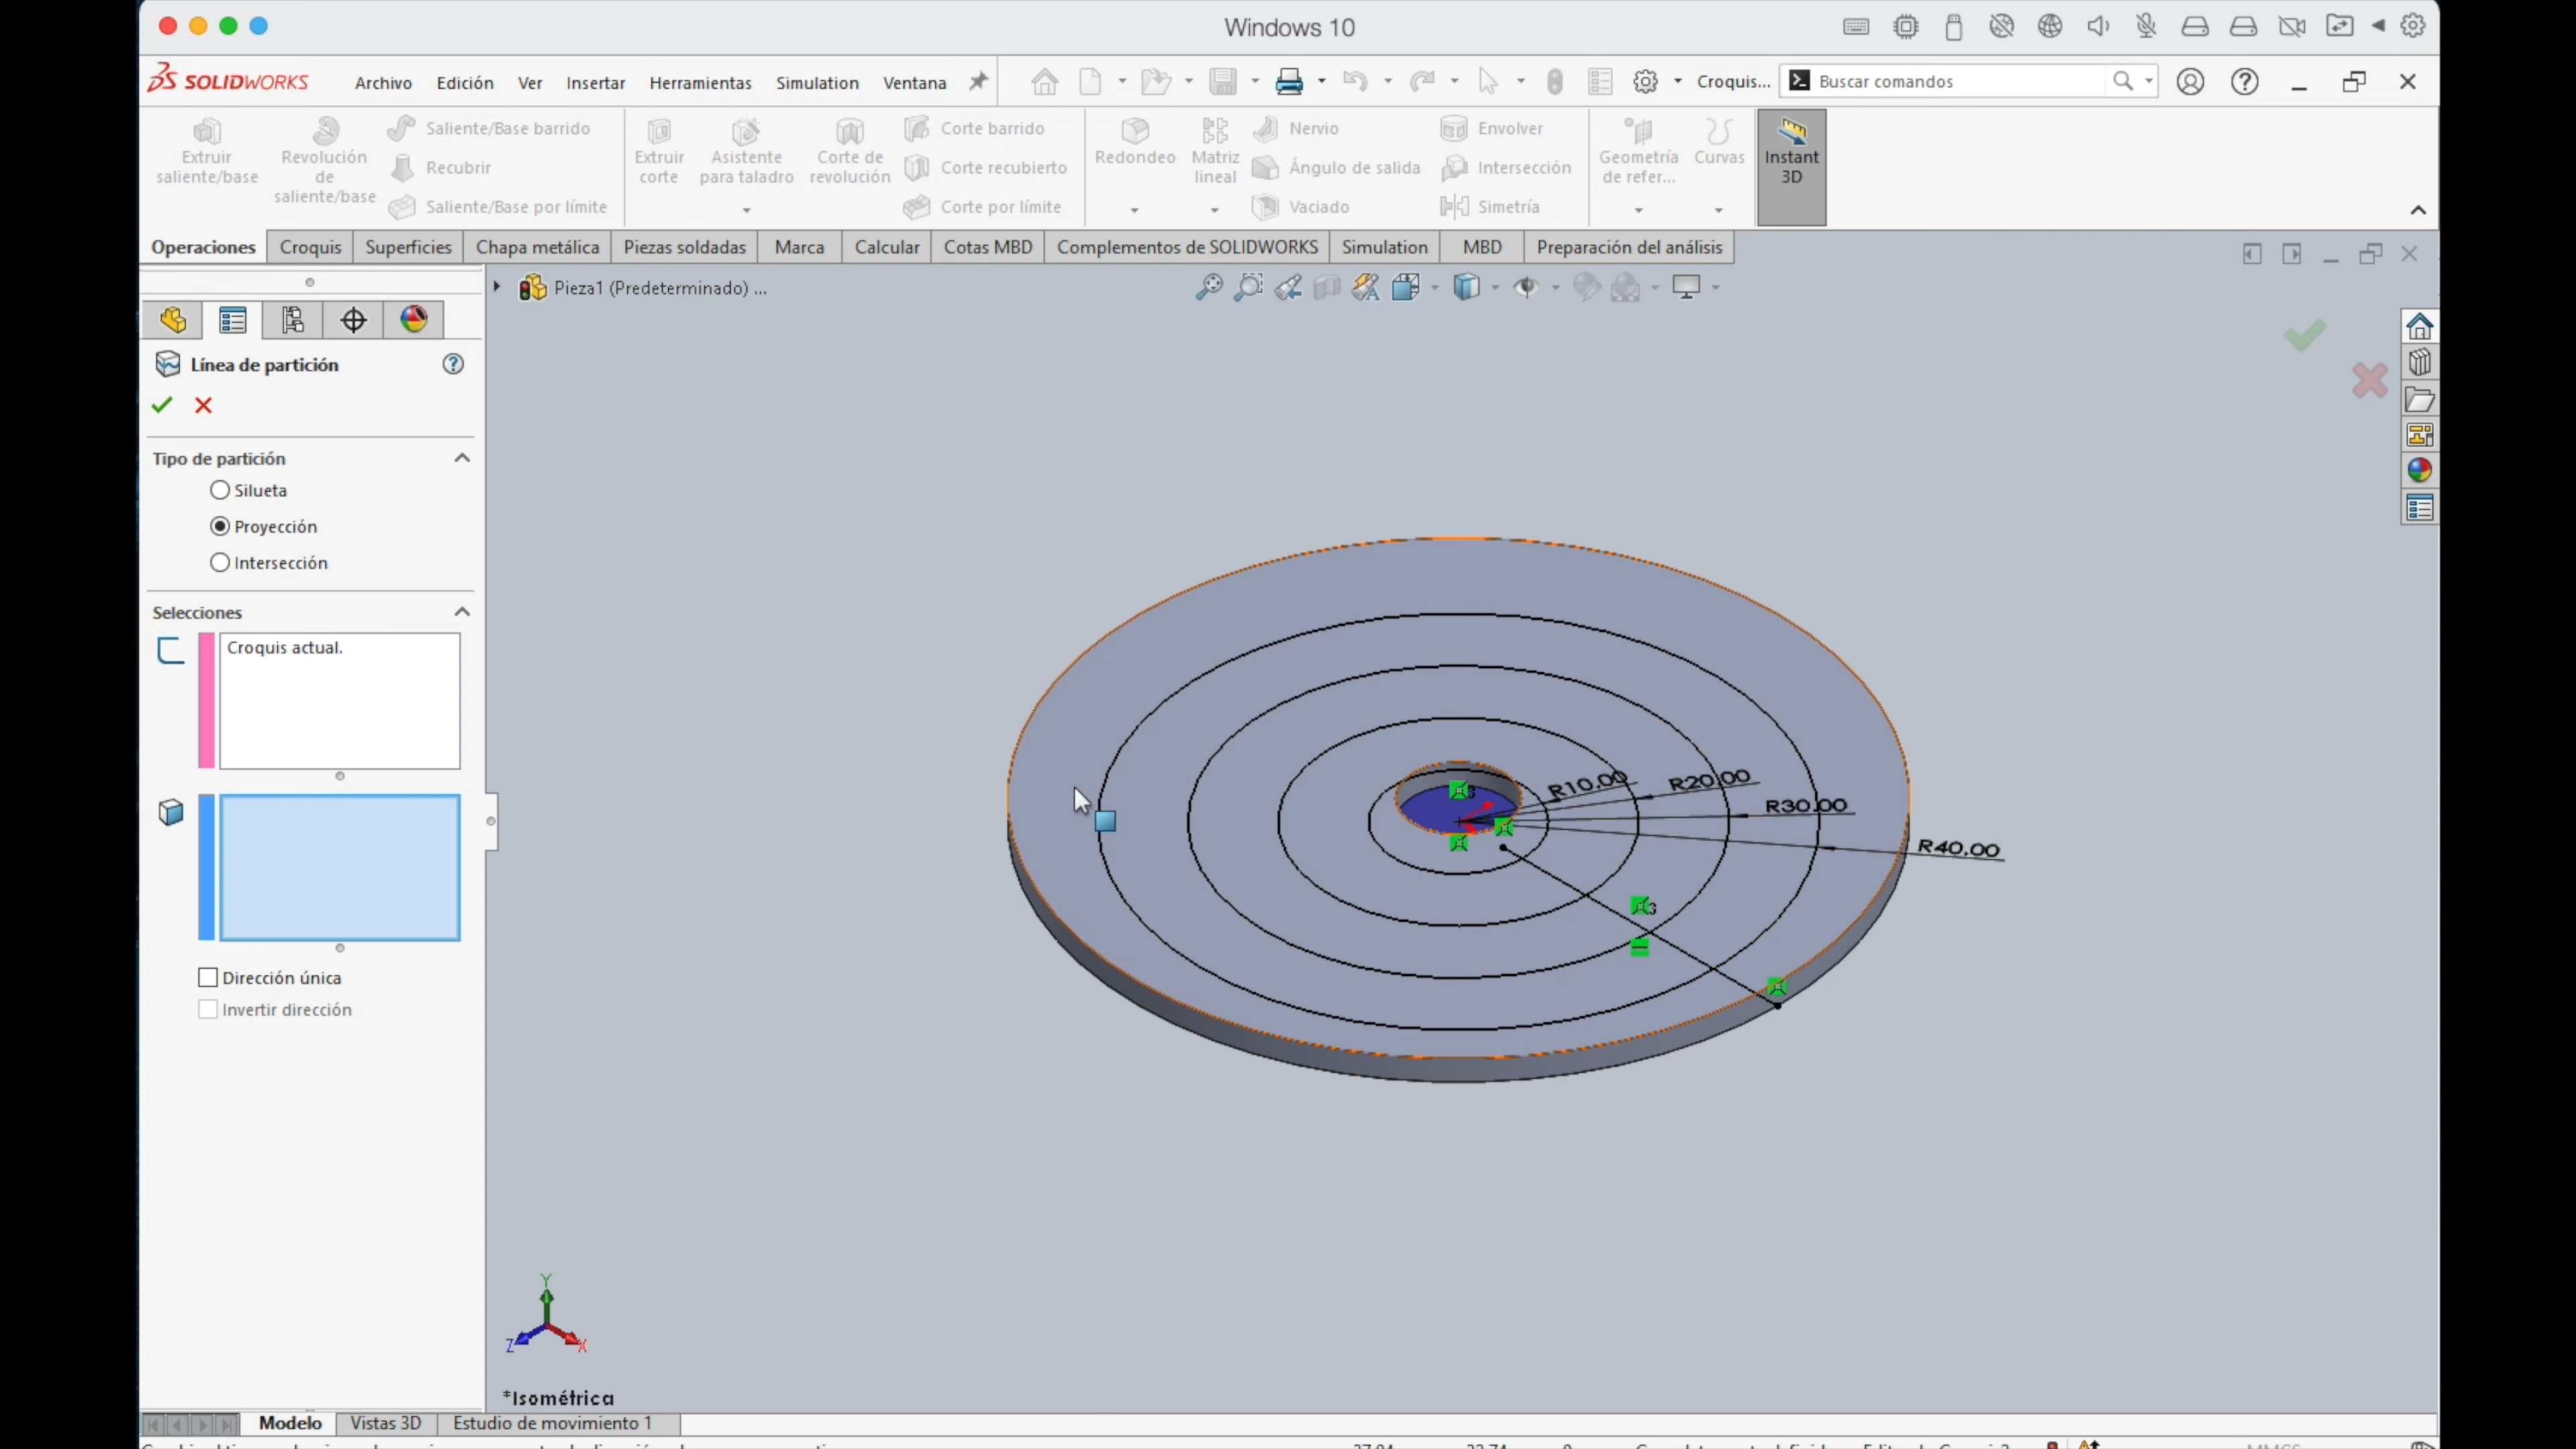 Windows 10
SOLIDWORKS Archivo Edición Ver Insertar Herramientas Simulation Ventana Croquis... Buscar comandos
Extruir saliente/base
Revolución de saliente/base
Saliente/Base barrido
Recubrir
Saliente/Base por límite
Extruir corte
Asistente para taladro
Corte de revolución
Corte barrido
Corte recubierto
Corte por límite
Redondeo
Matriz lineal
Nervio
Ángulo de salida
Vaciado
Envolver
Intersección
Simetría
Geometría de refer...
Curvas
Instant 3D
Operaciones Croquis Superficies Chapa metálica Piezas soldadas Marca Calcular Cotas MBD Complementos de SOLIDWORKS Simulation MBD Preparación del análisis
Pieza1 (Predeterminado) ...
Línea de partición
Tipo de partición
Silueta
Proyección
Intersección
Selecciones
Croquis actual.
Dirección única
Invertir dirección
R10,00
R20,00
R30,00
R40,00
3
Y
Z
X
*Isométrica
Modelo Vistas 3D Estudio de movimiento 1